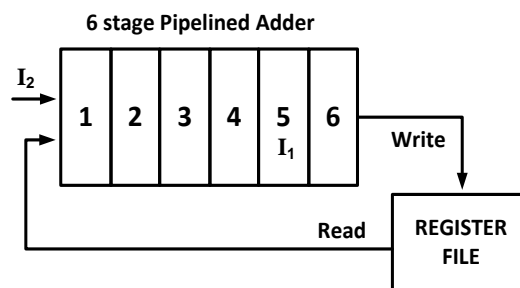 6 stage Pipelined Adder
I₂
1 2 3 4 5 6
I₁
Write
Read
REGISTER
FILE